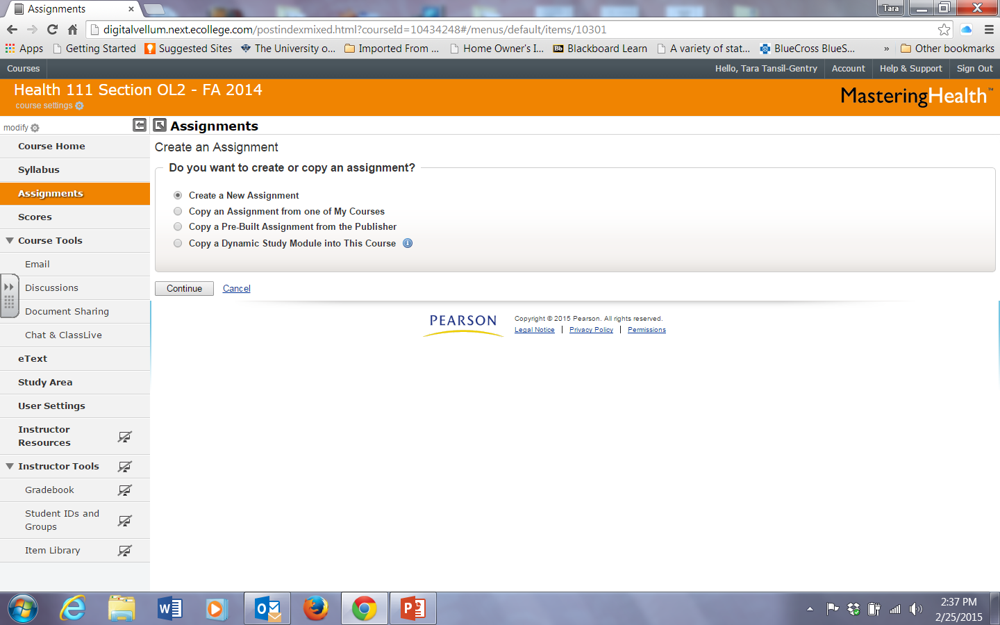 Assignments
Tara
digitalvellum.next.ecollege.com/postindexmixed.html?courseId=10434248#/menus/default/items/10301
Apps Getting Started Suggested Sites The University o... Imported From ... Home Owner's I... Bb Blackboard Learn A variety of stat... BlueCross BlueS... » Other bookmarks
Courses Hello, Tara Tansil-Gentry Account Help & Support Sign Out
Health 111 Section OL2 - FA 2014
course settings
MasteringHealth™
modify
Assignments
Course Home
Syllabus
Assignments
Scores
Course Tools
Email
Discussions
Document Sharing
Chat & ClassLive
eText
Study Area
User Settings
Instructor
Resources
Instructor Tools
Gradebook
Student IDs and
Groups
Item Library
Create an Assignment
Do you want to create or copy an assignment?
Create a New Assignment
Copy an Assignment from one of My Courses
Copy a Pre-Built Assignment from the Publisher
Copy a Dynamic Study Module into This Course
Continue Cancel
PEARSON
Copyright © 2015 Pearson. All rights reserved.
Legal Notice | Privacy Policy | Permissions
2:37 PM
2/25/2015